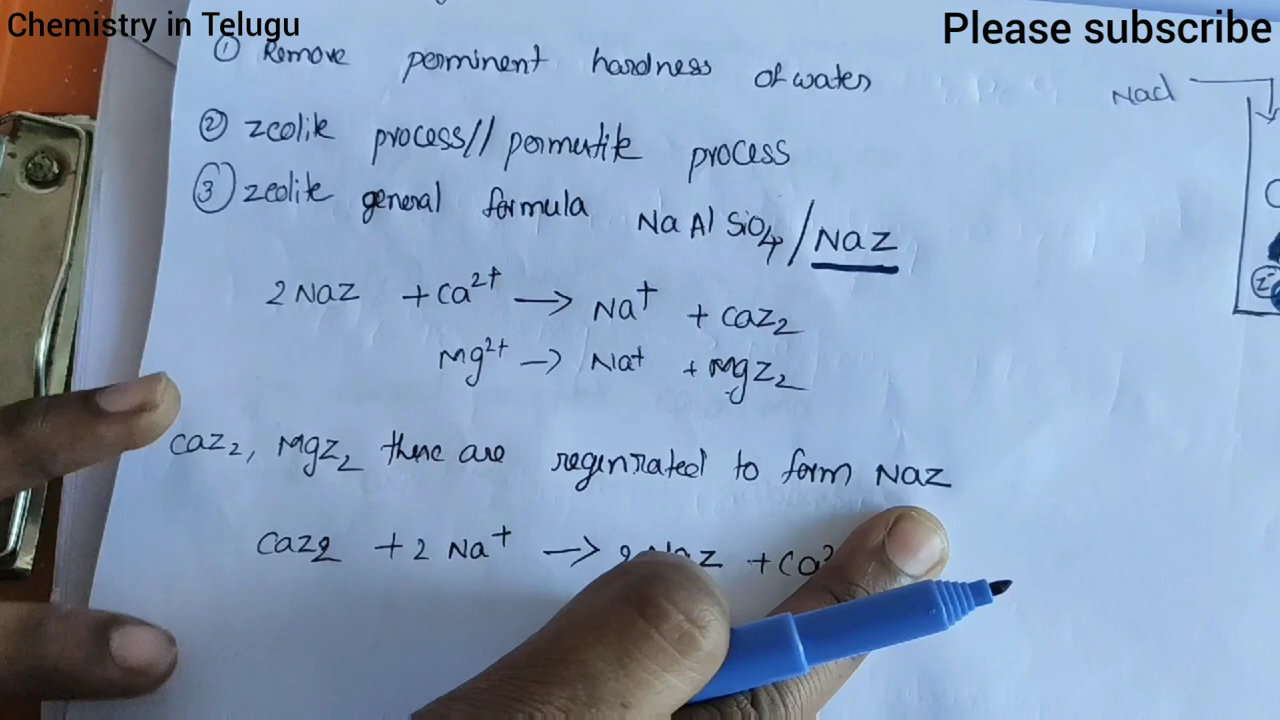 Chemistry in Telugu
Please subscribe
① Remove perminent hardness of water
Nacl
② zeolite process// permutite process
③ zeolite general formula NaAlSiO4/NaZ
2NaZ + Ca2+ → Na+ + CaZ2
Mg2+ → Na+ + MgZ2
CaZ2, MgZ2 these are regenrated to form NaZ
CaZ2 + 2Na+ → 2NaZ + Ca2